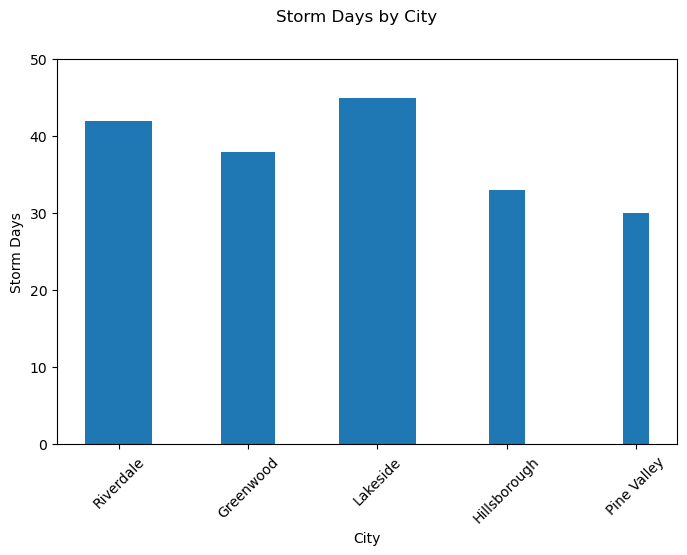 Storm Days by City
50
40
30
20
10
0
Storm Days
Riverdale
Greenwood
Lakeside
Hillsborough
Pine Valley
City